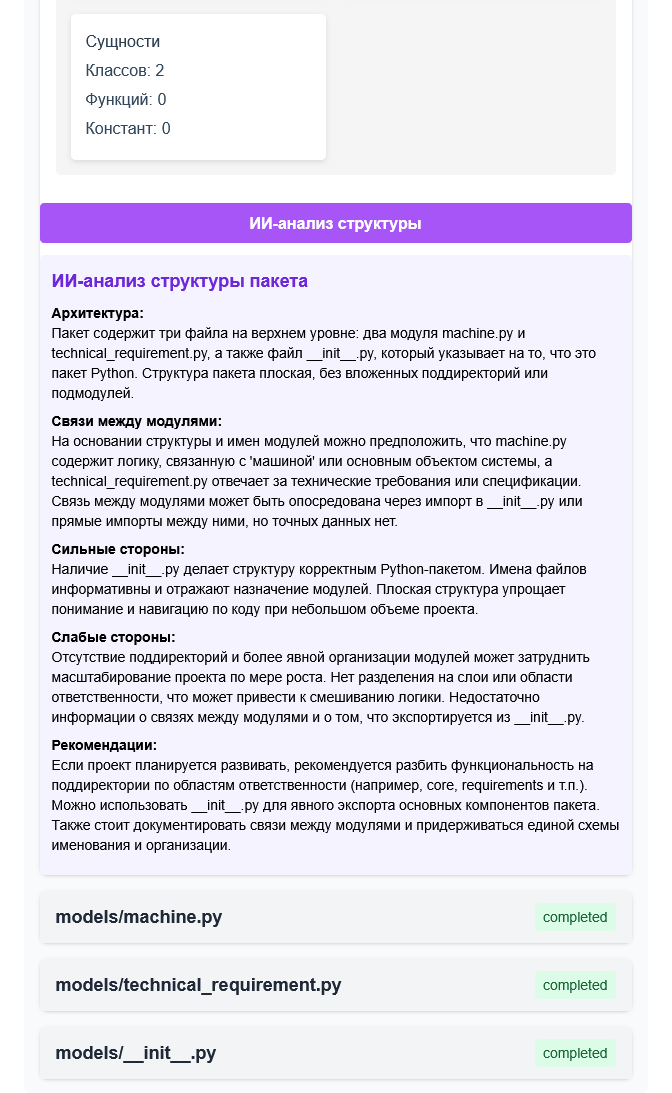 Сущности
Классов: 2
Функций: 0
Констант: 0
ИИ-анализ структуры
ИИ-анализ структуры пакета
Архитектура:
Пакет содержит три файла на верхнем уровне: два модуля machine.py и
technical_requirement.py, а также файл __init__.py, который указывает на то, что это
пакет Python. Структура пакета плоская, без вложенных поддиректорий или
подмодулей.
Связи между модулями:
На основании структуры и имен модулей можно предположить, что machine.py
содержит логику, связанную с 'машиной' или основным объектом системы, а
technical_requirement.py отвечает за технические требования или спецификации.
Связь между модулями может быть опосредована через импорт в __init__.py или
прямые импорты между ними, но точных данных нет.
Сильные стороны:
Наличие __init__.py делает структуру корректным Python-пакетом. Имена файлов
информативны и отражают назначение модулей. Плоская структура упрощает
понимание и навигацию по коду при небольшом объеме проекта.
Слабые стороны:
Отсутствие поддиректорий и более явной организации модулей может затруднить
масштабирование проекта по мере роста. Нет разделения на слои или области
ответственности, что может привести к смешиванию логики. Недостаточно
информации о связях между модулями и о том, что экспортируется из __init__.py.
Рекомендации:
Если проект планируется развивать, рекомендуется разбить функциональность на
поддиректории по областям ответственности (например, core, requirements и т.п.).
Можно использовать __init__.py для явного экспорта основных компонентов пакета.
Также стоит документировать связи между модулями и придерживаться единой схемы
именования и организации.
models/machine.py completed
models/technical_requirement.py completed
models/__init__.py completed